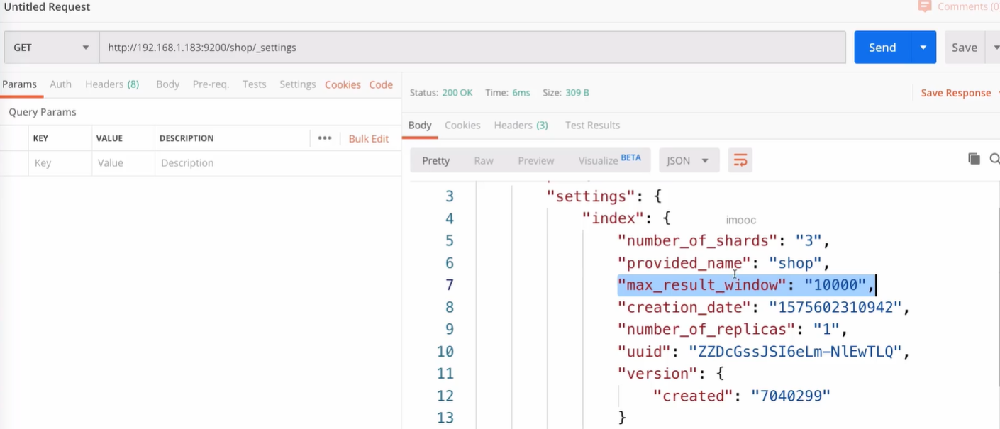 Untitled Request
Comments (0
GET http://192.168.1.183:9200/shop/_settings Send Save
Params Auth Headers (8) Body Pre-req. Tests Settings Cookies Code
Query Params
KEY VALUE DESCRIPTION ••• Bulk Edit
Key Value Description
Status: 200 OK Time: 6ms Size: 309 B Save Response
Body Cookies Headers (3) Test Results
Pretty Raw Preview Visualize BETA JSON
3 "settings": {
4 "index": {
imooc
5 "number_of_shards": "3",
6 "provided_name": "shop",
7 "max_result_window": "10000",
8 "creation_date": "1575602310942",
9 "number_of_replicas": "1",
10 "uuid": "ZZDcGssJSI6eLm-NlEwTLQ",
11 "version": {
12 "created": "7040299"
13 }